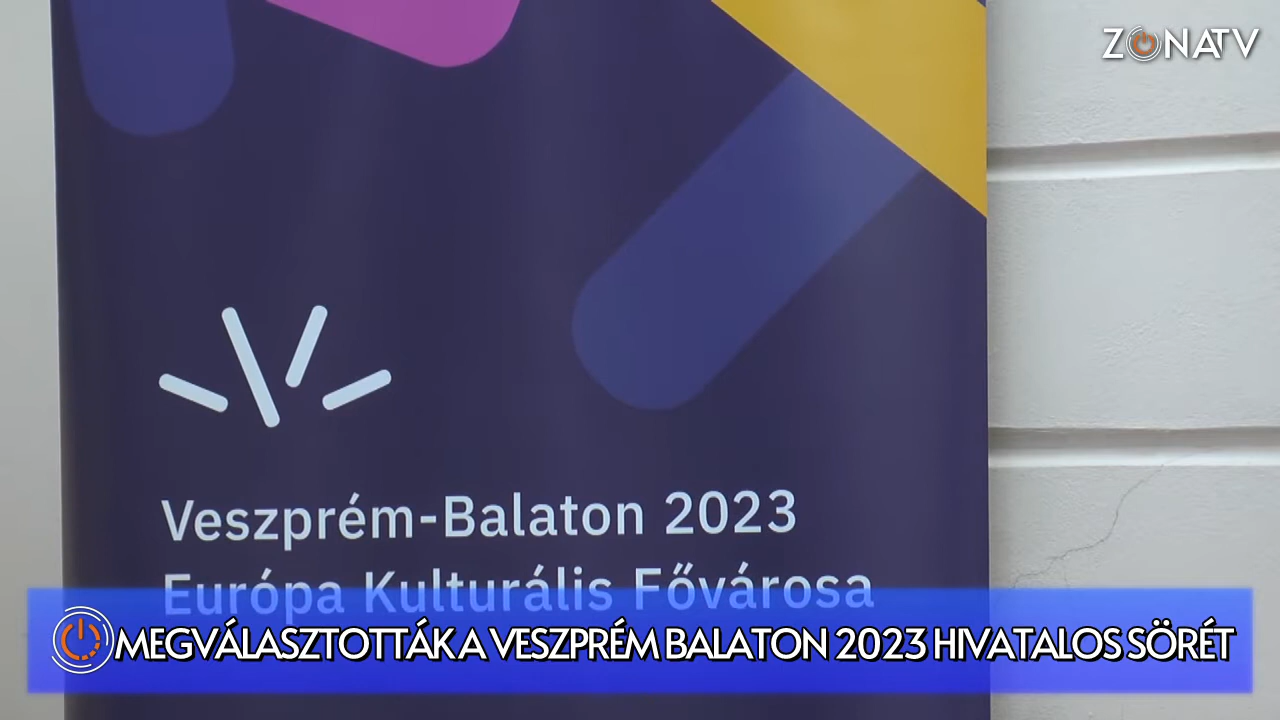 ZONATV
Veszprém-Balaton 2023
Európa Kulturális Fővárosa
MEGVÁLASZTOTTÁK A VESZPRÉM BALATON 2023 HIVATALOS SÖRÉT